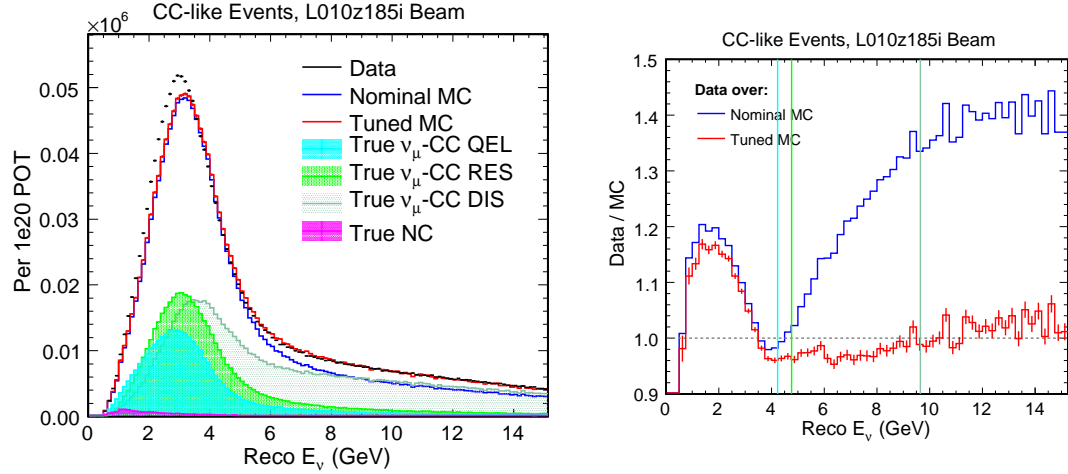 CC-like Events, L010z185i Beam
×10⁶
Per 1e20 POT
0.05
0.04
0.03
0.02
0.01
0.00
Data
Nominal MC
Tuned MC
True νμ-CC QEL
True νμ-CC RES
True νμ-CC DIS
True NC
0 2 4 6 8 10 12 14
Reco Eν (GeV)
CC-like Events, L010z185i Beam
Data / MC
1.5
1.4
1.3
1.2
1.1
1.0
0.9
Data over:
Nominal MC
Tuned MC
0 2 4 6 8 10 12 14
Reco Eν (GeV)